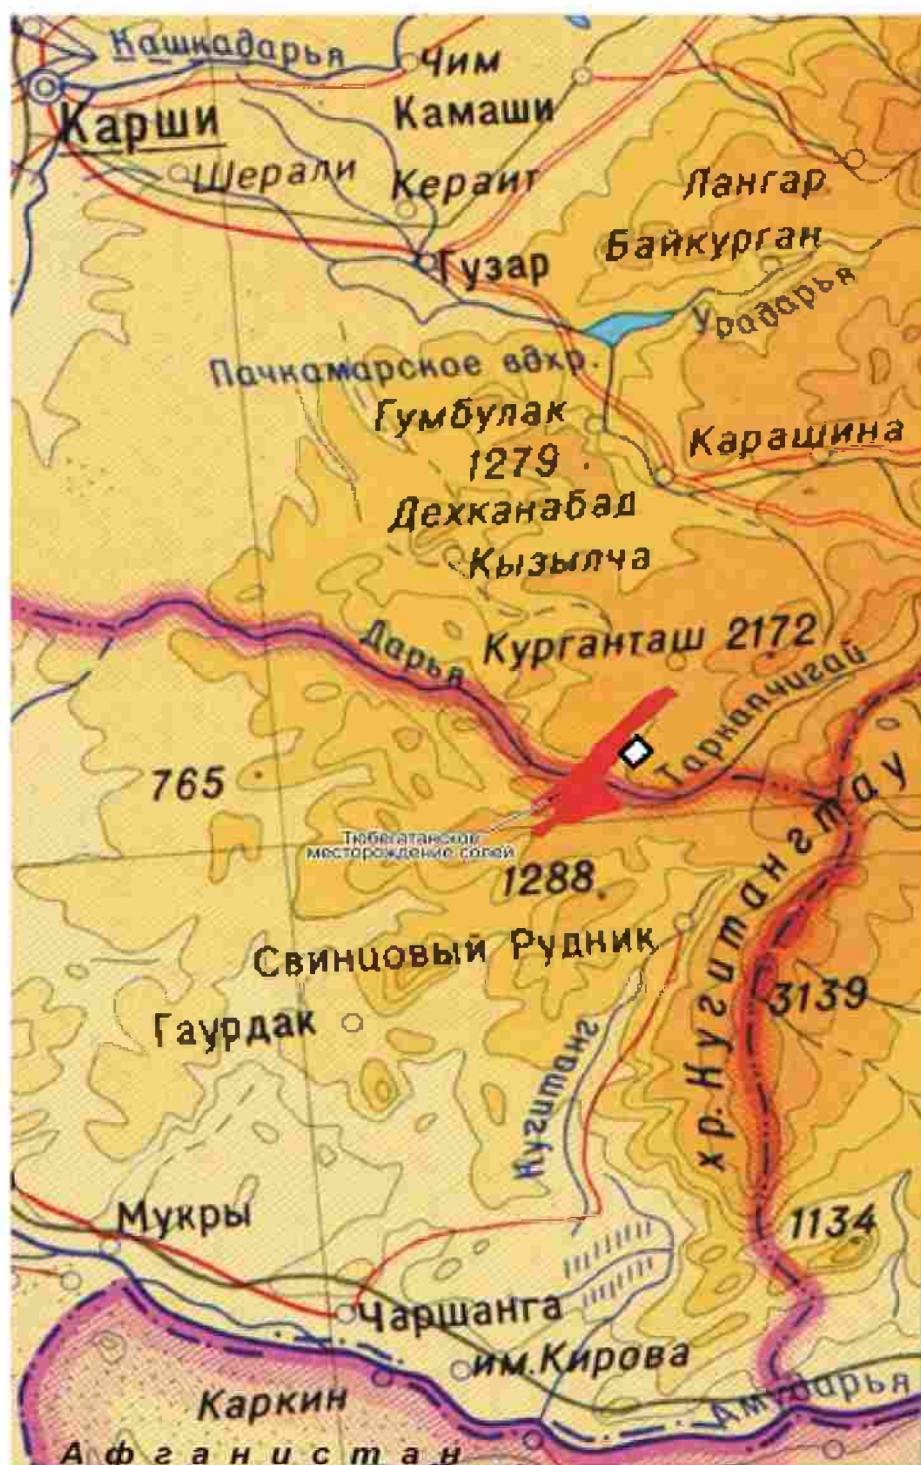 Кашкадарья
Чим
Карши
Камаши
Шерали
Кераит
Лангар
Байкурган
Гузар
Урадарья
Пачкамарское вдхр.
Гумбулак
1279
Карашина
Дехканабад
Кызылча
Дарья
Курганташ 2172
Таркапчигай
765
Тюбегатанское
месторождение солей
1288
хр. Кугитангтау
Свинцовый Рудник
3139
Гаурдак
Кугитанг
Мукры
1134
Чаршанга
им.Кирова
Каркин
Амударья
Афганистан